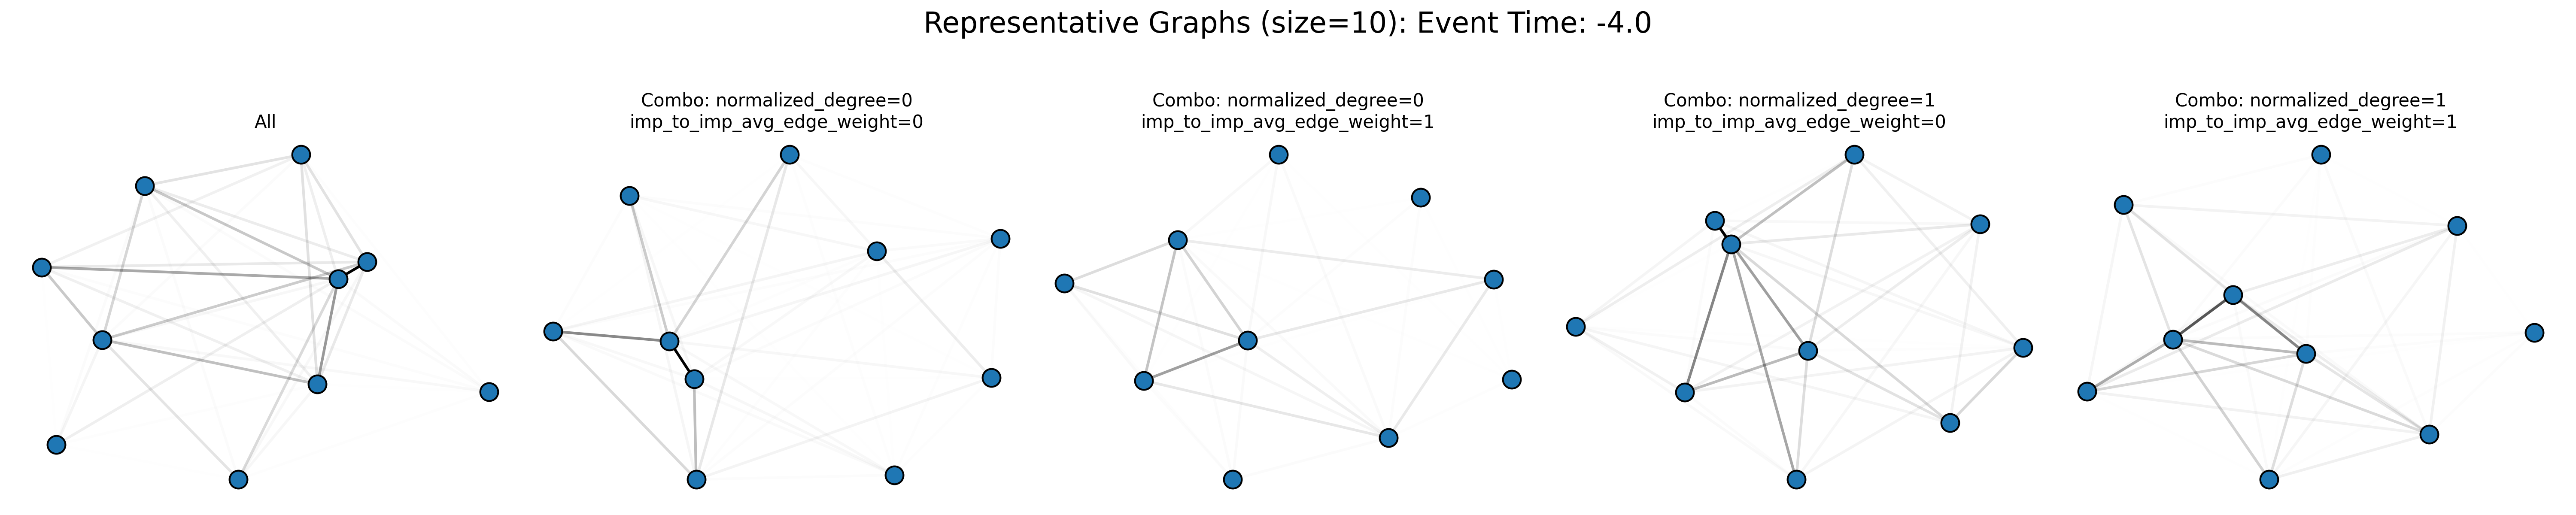 Representative Graphs (size=10): Event Time: -4.0
All
Combo: normalized_degree=0
imp_to_imp_avg_edge_weight=0
Combo: normalized_degree=0
imp_to_imp_avg_edge_weight=1
Combo: normalized_degree=1
imp_to_imp_avg_edge_weight=0
Combo: normalized_degree=1
imp_to_imp_avg_edge_weight=1